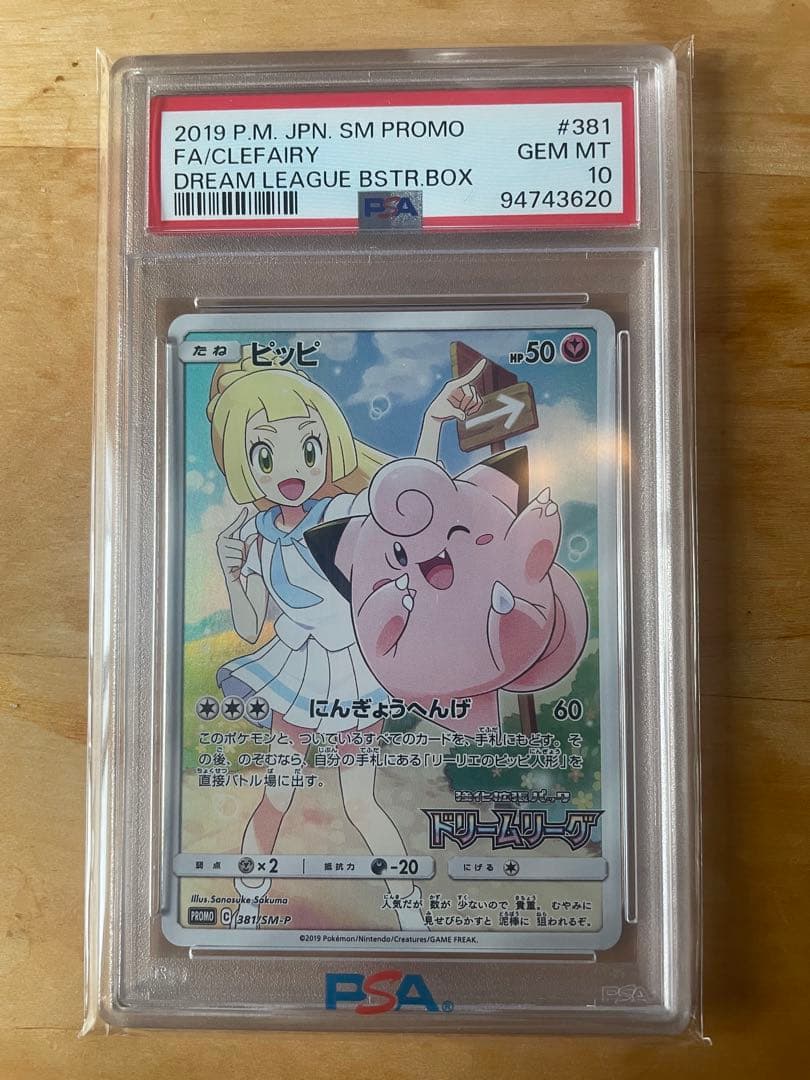 2019 P.M. JPN. SM PROMO #381
FA/CLEFAIRY GEM MT
DREAM LEAGUE BSTR.BOX 10
PSA 94743620
たね ピッピ HP50
にんぎょうへんげ 60
このポケモンと、ついているすべてのカードを、手札にもどす。そ
の後、のぞむなら、自分の手札にある「リーリエのピッピ人形」を
直接バトル場に出す。
強化拡張パック
ドリームリーグ
弱点 ×2 抵抗力 -20 にげる
Illus. Sanosuke Sakuma
PROMO C 381/SM-P
人気だが 数が 少ないので 貴重。むやみに
見せびらかすと 泥棒に 狙われるぞ。
©2019 Pokémon/Nintendo/Creatures/GAME FREAK.
PSA®
PSA